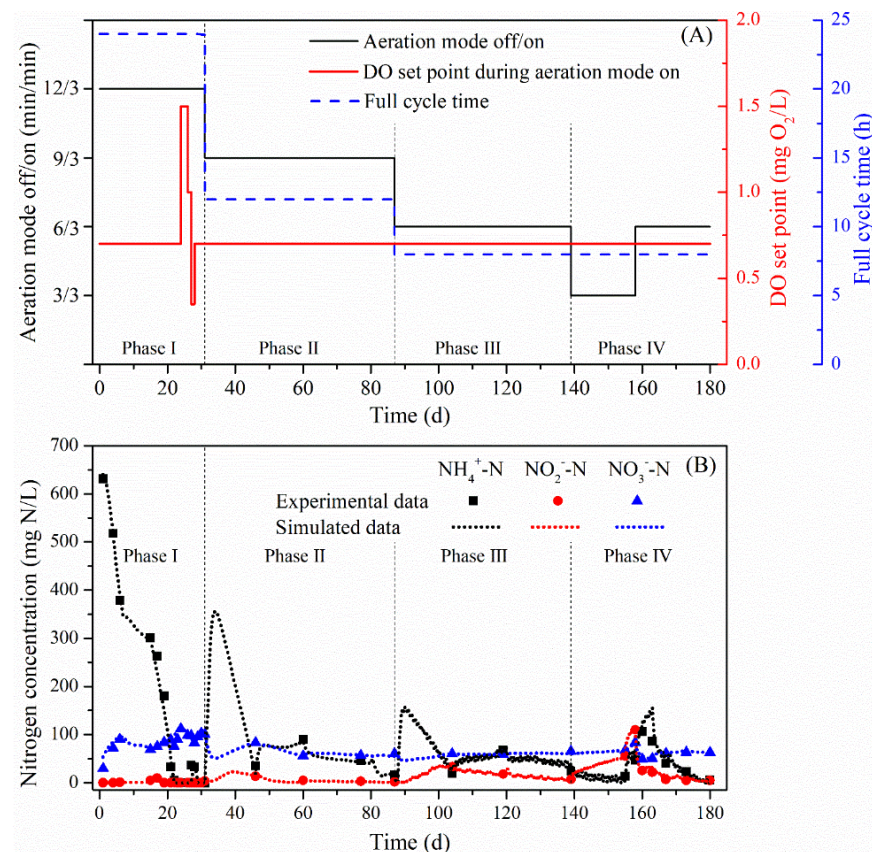 (A)
Aeration mode off/on
DO set point during aeration mode on
Full cycle time
Aeration mode off/on (min/min)
12/3
9/3
6/3
3/3
2.0
1.5
1.0
0.5
0.0
DO set point (mg O₂/L)
25
20
15
10
5
0
Full cycle time (h)
Phase I Phase II Phase III Phase IV
0 20 40 60 80 100 120 140 160 180
Time (d)
(B)
NH₄⁺-N NO₂⁻-N NO₃⁻-N
Experimental data
Simulated data
Phase I Phase II Phase III Phase IV
Nitrogen concentration (mg N/L)
700
600
500
400
300
200
100
0
0 20 40 60 80 100 120 140 160 180
Time (d)